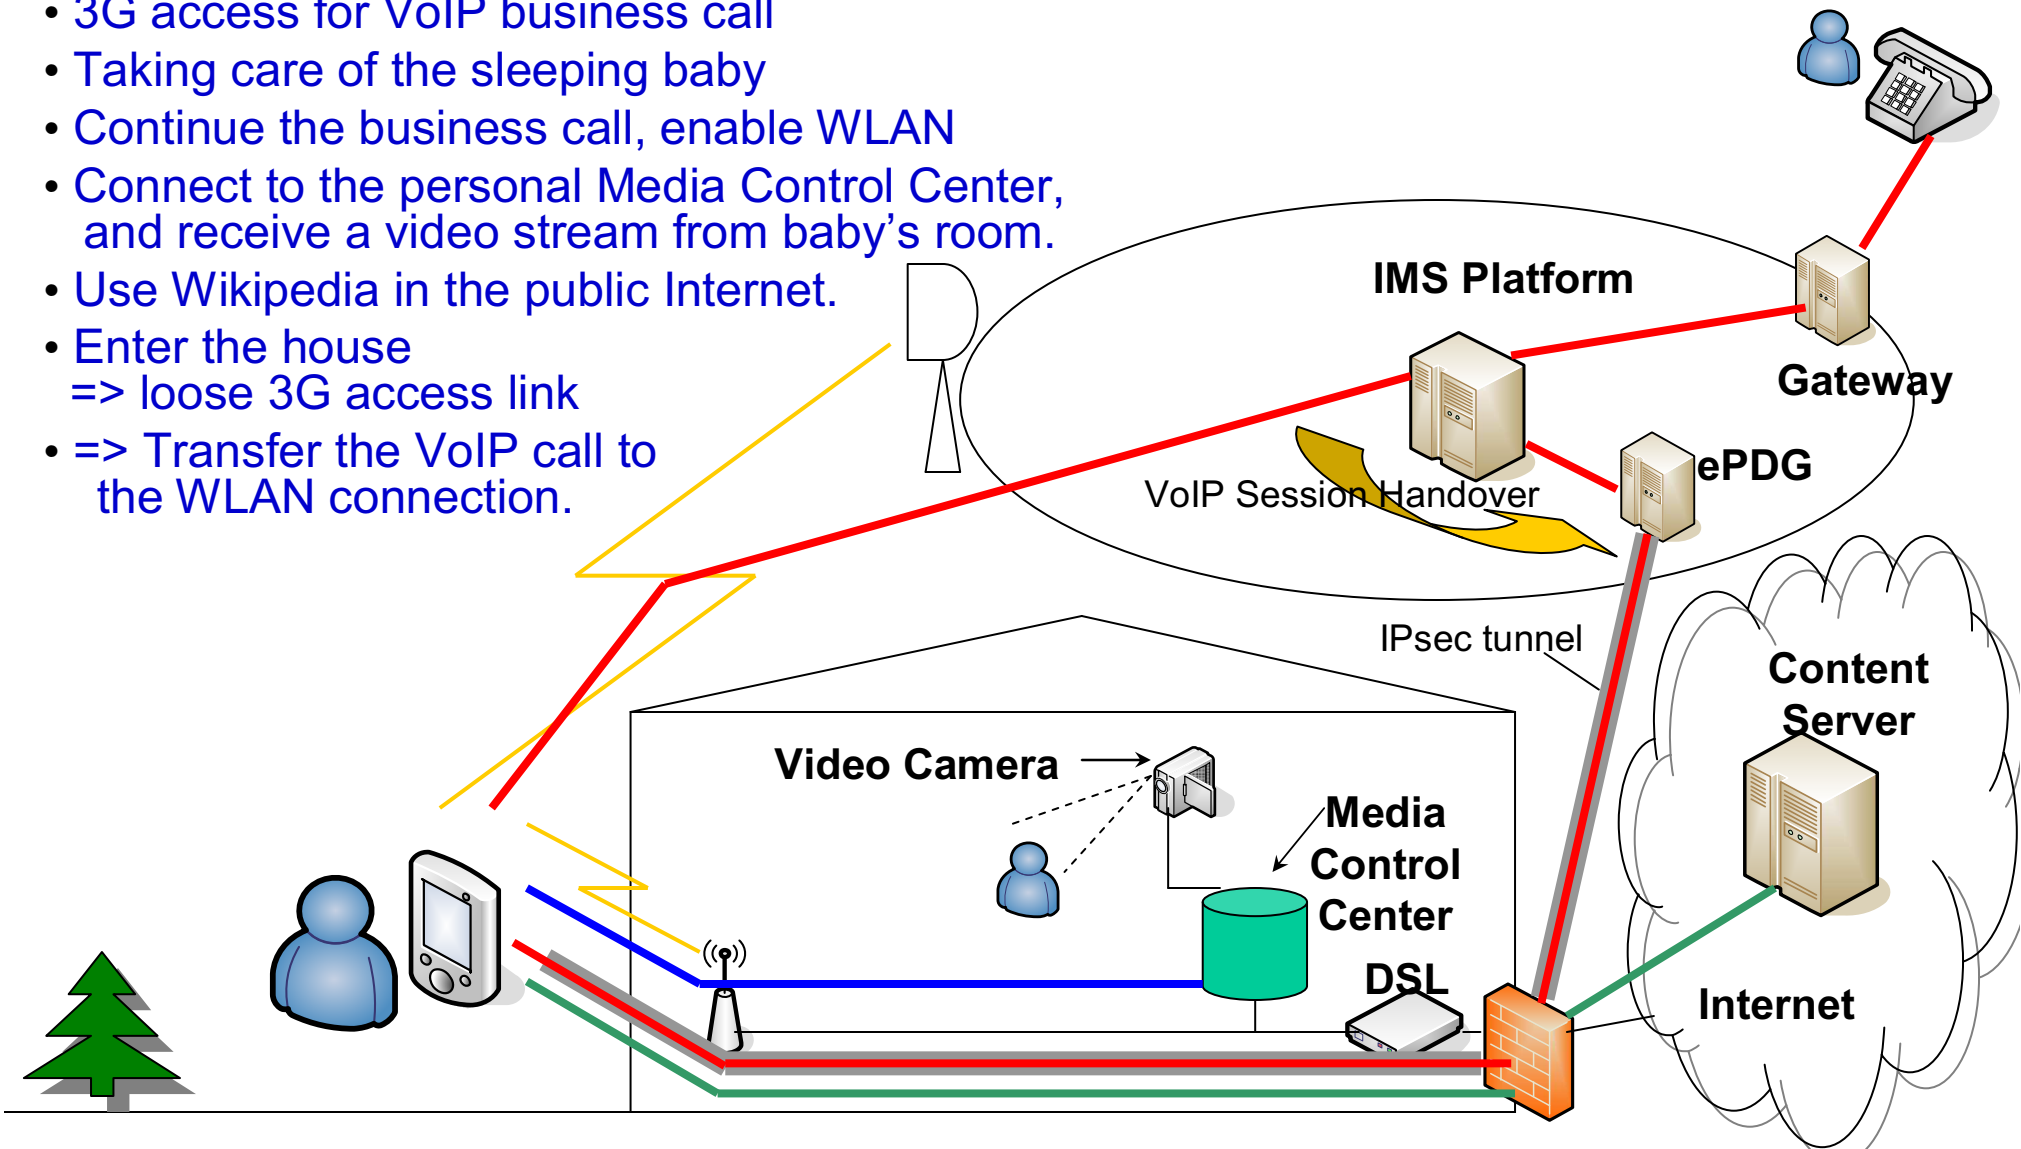 • 3G access for VoIP business call
• Taking care of the sleeping baby
• Continue the business call, enable WLAN
• Connect to the personal Media Control Center,
and receive a video stream from baby’s room.
• Use Wikipedia in the public Internet.
• Enter the house
=> loose 3G access link
• => Transfer the VoIP call to
the WLAN connection.
IMS Platform
Gateway
ePDG
VoIP Session Handover
IPsec tunnel
Content
Server
Video Camera
Media
Control
Center
DSL
Internet